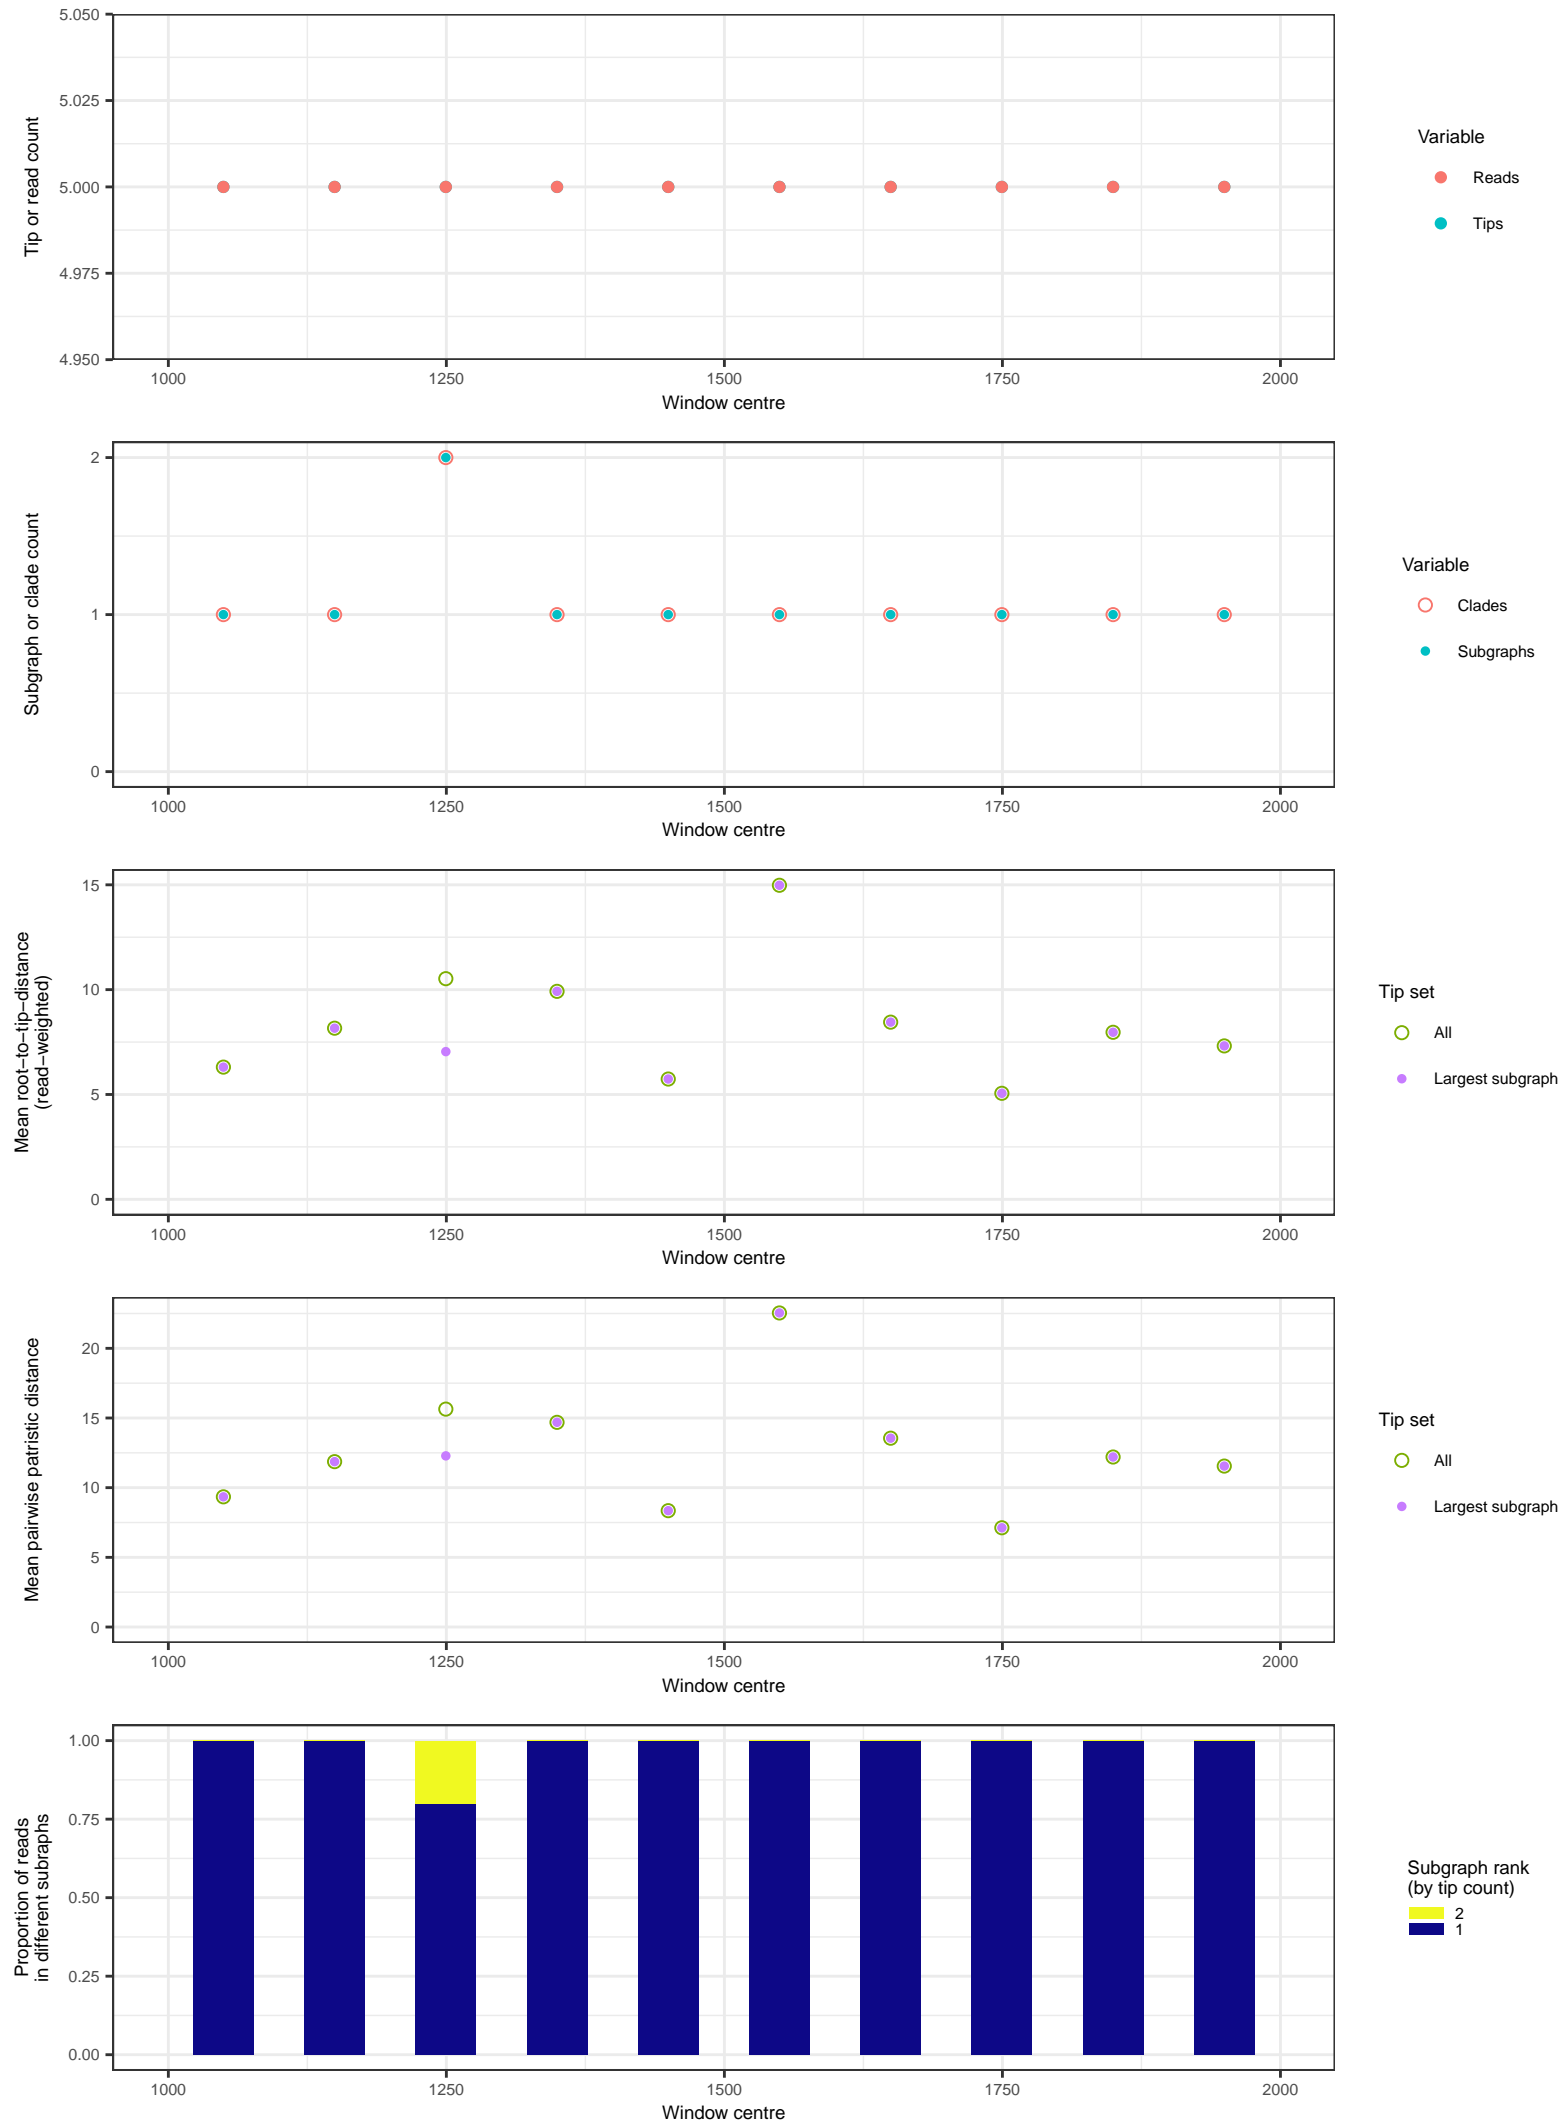 5.050
5.025
5.000
4.975
4.950
Tip or read count
1000 1250 1500 1750 2000
Window centre
Variable
Reads
Tips
2
1
0
Subgraph or clade count
1000 1250 1500 1750 2000
Window centre
Variable
Clades
Subgraphs
15
10
5
0
Mean root−to−tip−distance
(read−weighted)
1000 1250 1500 1750 2000
Window centre
Tip set
All
Largest subgraph
20
15
10
5
0
Mean pairwise patristic distance
1000 1250 1500 1750 2000
Window centre
Tip set
All
Largest subgraph
1.00
0.75
0.50
0.25
0.00
Proportion of reads
in different subraphs
1000 1250 1500 1750 2000
Window centre
Subgraph rank
(by tip count)
2
1